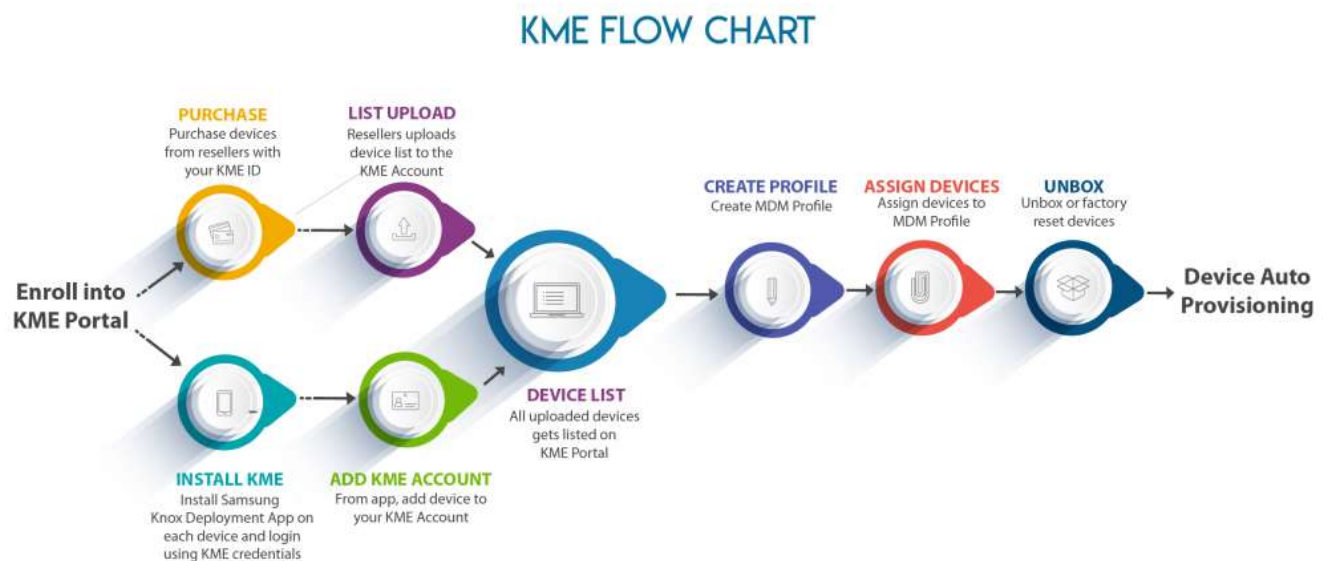 KME FLOW CHART
PURCHASE
Purchase devices
from resellers with
your KME ID
LIST UPLOAD
Resellers uploads
device list to the
KME Account
CREATE PROFILE
Create MDM Profile
ASSIGN DEVICES
Assign devices to
MDM Profile
UNBOX
Unbox or factory
reset devices
Enroll into
KME Portal
Device Auto
Provisioning
DEVICE LIST
All uploaded devices
gets listed on
KME Portal
INSTALL KME
Install Samsung
Knox Deployment App on
each device and login
using KME credentials
ADD KME ACCOUNT
From app, add device to
your KME Account